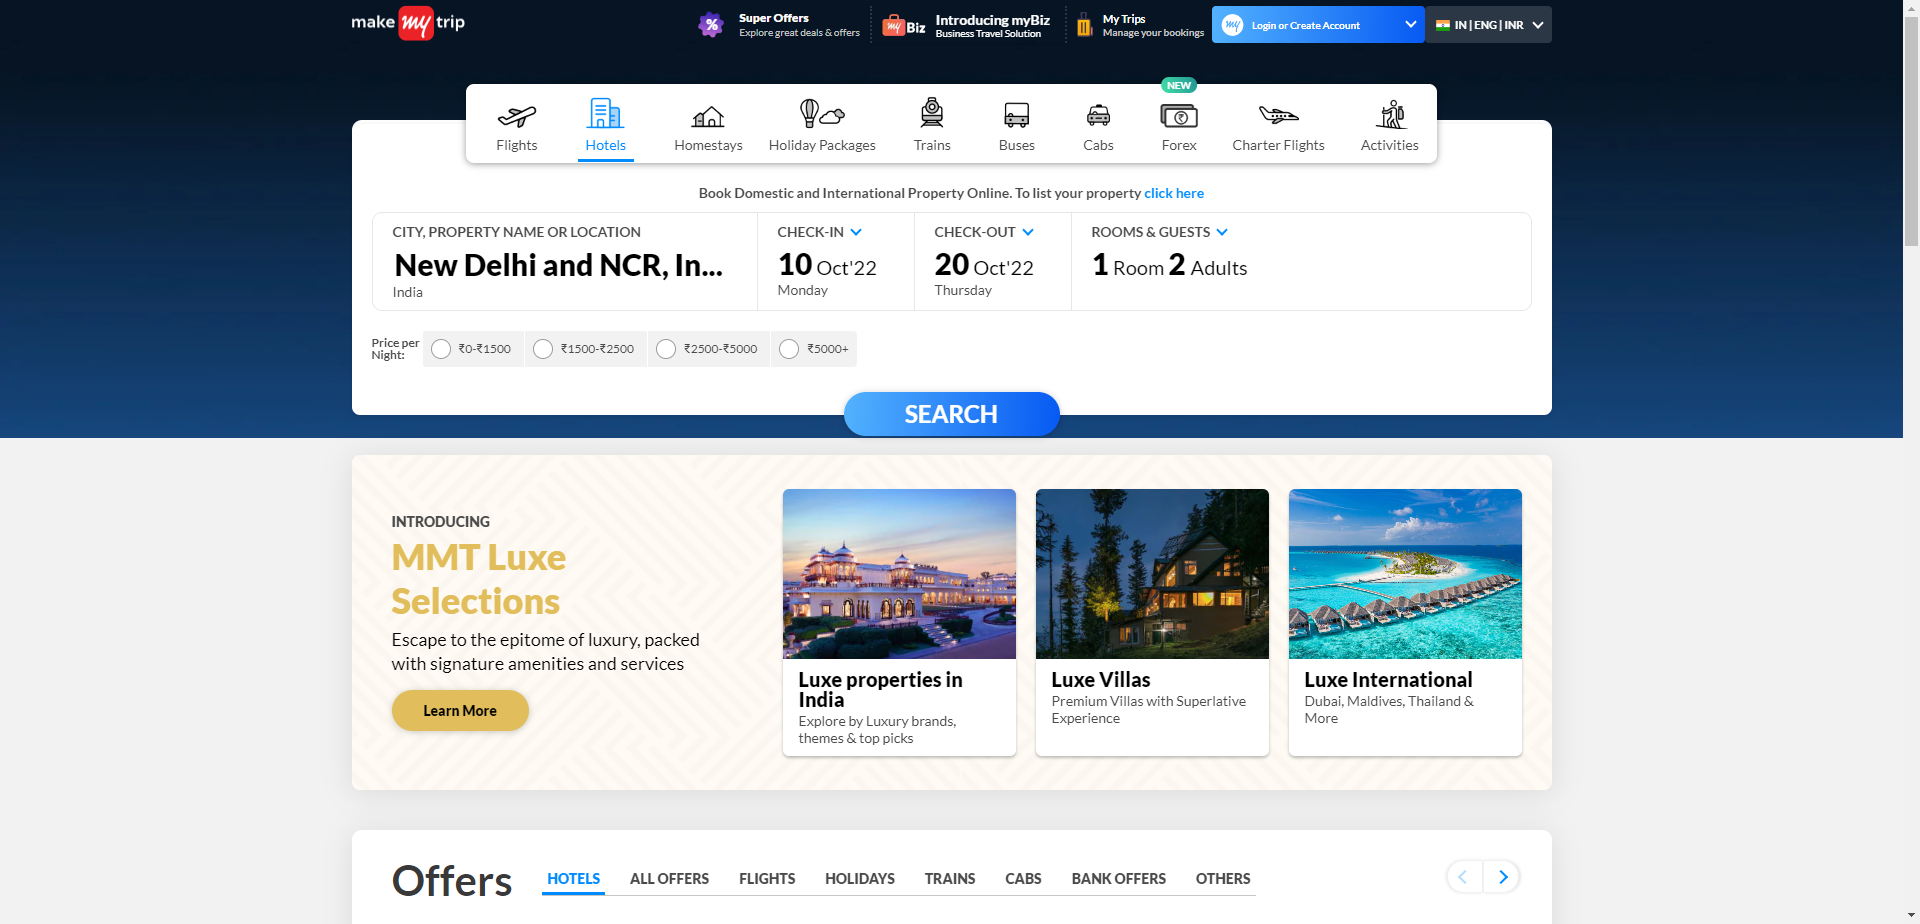 make my trip
%
Super Offers
Explore great deals & offers
my Biz
Introducing myBiz
Business Travel Solution
My Trips
Manage your bookings
my
Login or Create Account
IN | ENG | INR
NEW
Flights
Hotels
Homestays
Holiday Packages
Trains
Buses
Cabs
Forex
Charter Flights
Activities
Book Domestic and International Property Online. To list your property click here
CITY, PROPERTY NAME OR LOCATION
New Delhi and NCR, In...
India
CHECK-IN
10 Oct'22
Monday
CHECK-OUT
20 Oct'22
Thursday
ROOMS & GUESTS
1 Room 2 Adults
Price per
Night:
₹0-₹1500
₹1500-₹2500
₹2500-₹5000
₹5000+
SEARCH
INTRODUCING
MMT Luxe
Selections
Escape to the epitome of luxury, packed
with signature amenities and services
Learn More
Luxe properties in
India
Explore by Luxury brands,
themes & top picks
Luxe Villas
Premium Villas with Superlative
Experience
Luxe International
Dubai, Maldives, Thailand &
More
Offers
HOTELS
ALL OFFERS
FLIGHTS
HOLIDAYS
TRAINS
CABS
BANK OFFERS
OTHERS